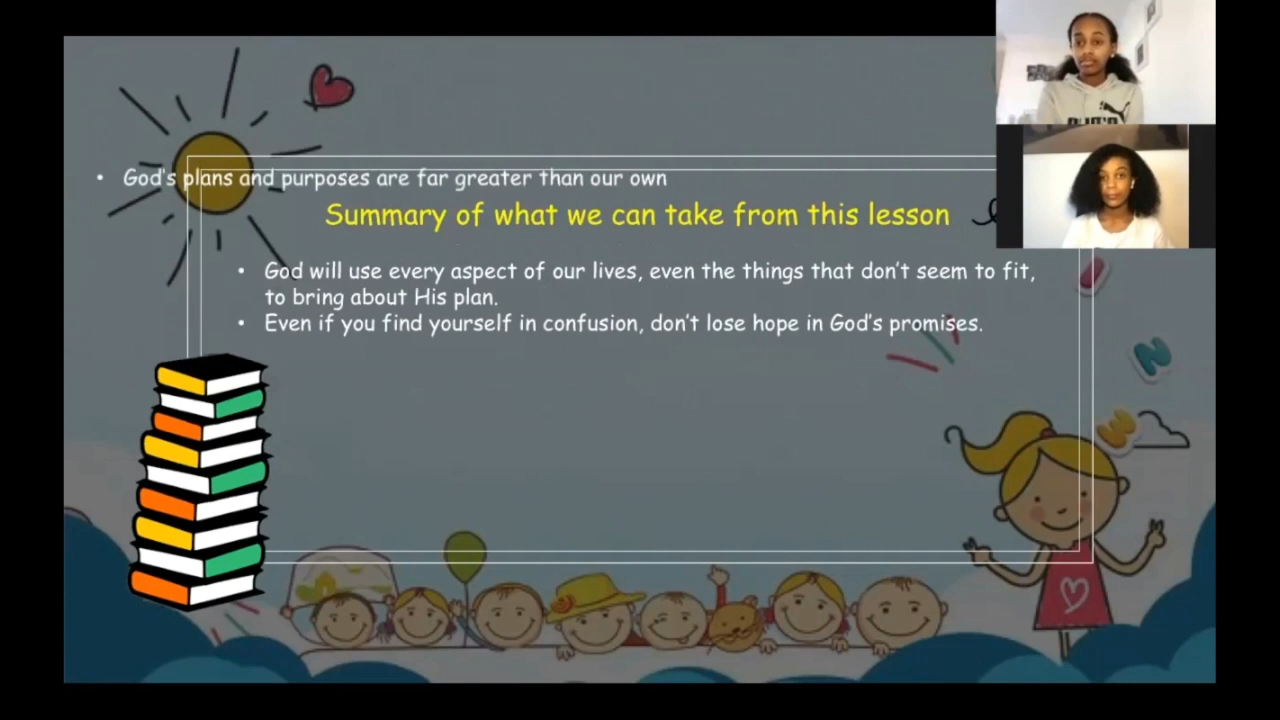 • God's plans and purposes are far greater than our own
Summary of what we can take from this lesson
• God will use every aspect of our lives, even the things that don't seem to fit,
to bring about His plan.
• Even if you find yourself in confusion, don't lose hope in God's promises.
N
3